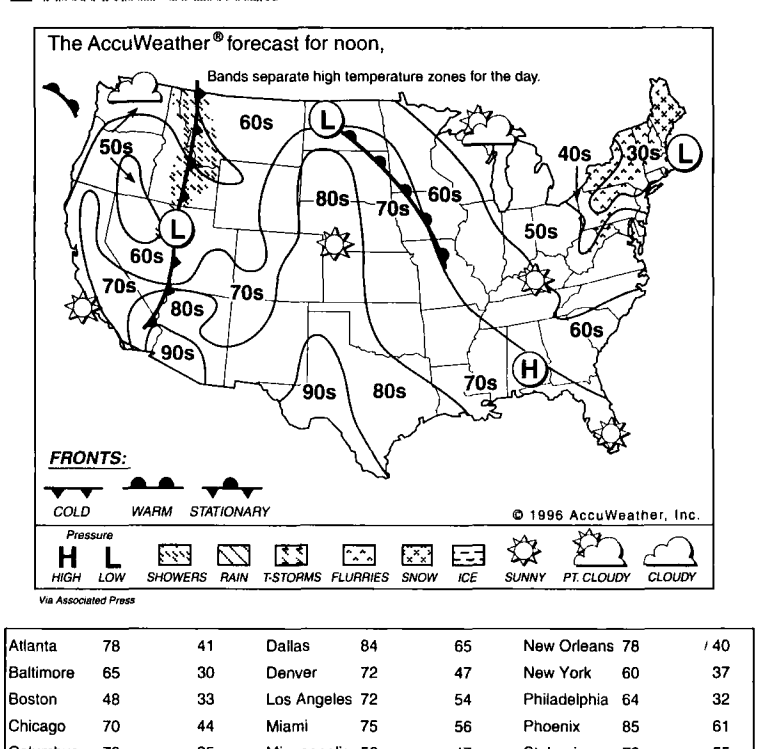 The AccuWeather® forecast for noon,
Bands separate high temperature zones for the day.
60s
L
50s
40s
30s
L
80s
70s
60s
50s
L
60s
70s
80s
70s
90s
60s
H
90s
80s
70s
FRONTS:
COLD WARM STATIONARY
© 1996 AccuWeather, Inc.
Pressure
H L
HIGH LOW SHOWERS RAIN T-STORMS FLURRIES SNOW ICE SUNNY PT. CLOUDY CLOUDY
Via Associated Press
Atlanta 78 41 Dallas 84 65 New Orleans 78 / 40
Baltimore 65 30 Denver 72 47 New York 60 37
Boston 48 33 Los Angeles 72 54 Philadelphia 64 32
Chicago 70 44 Miami 75 56 Phoenix 85 61